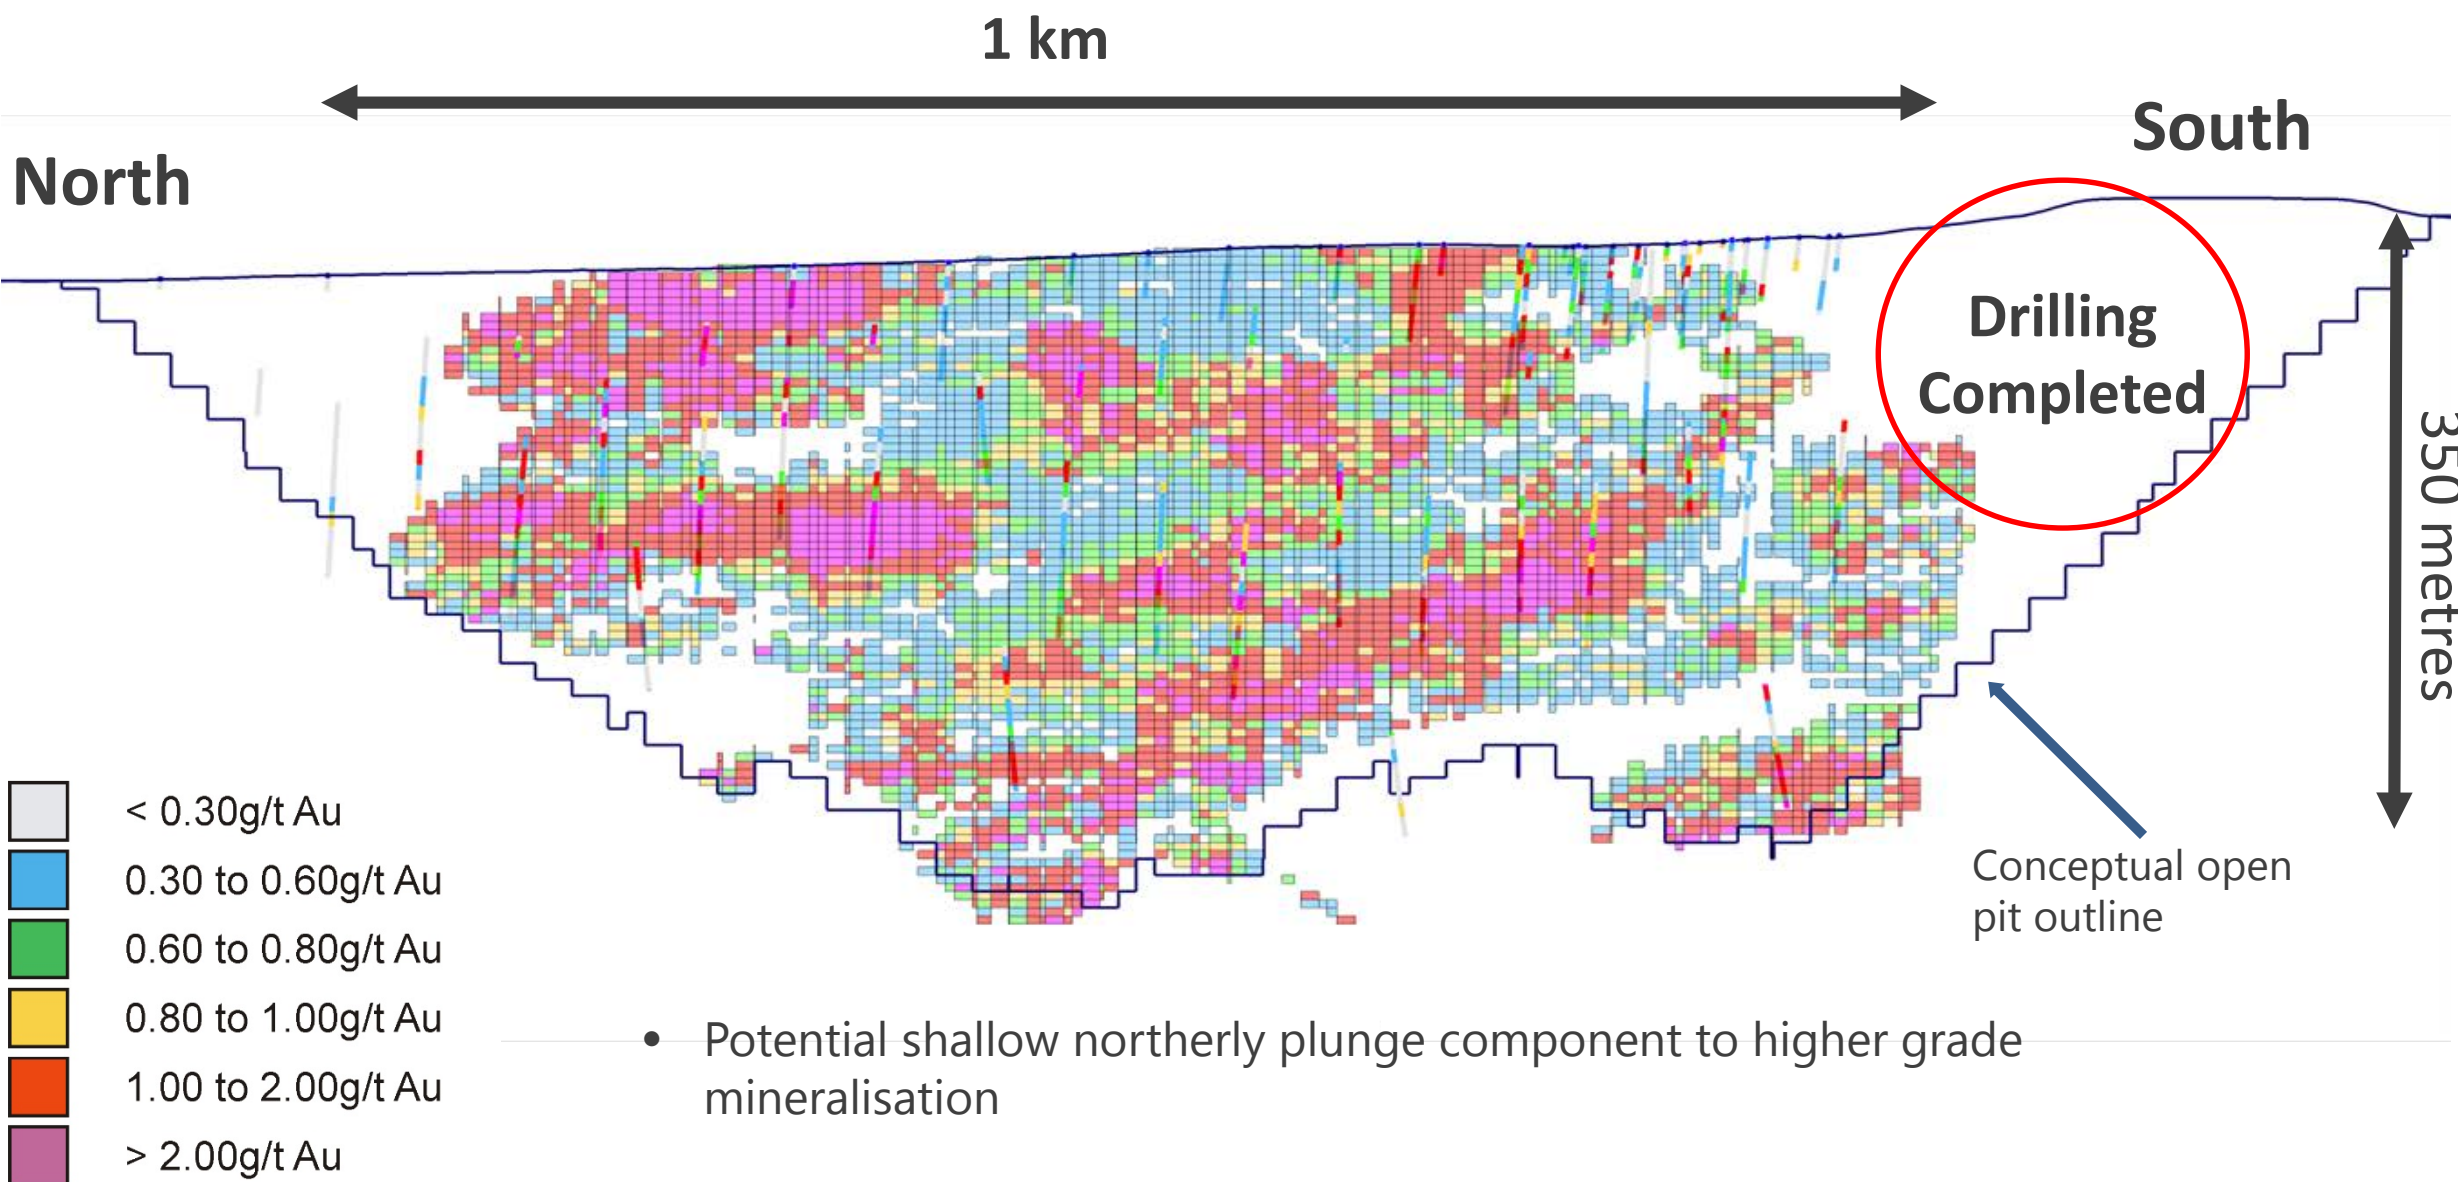 1 km
South
North
Drilling
Completed
350 metres
Conceptual open
pit outline
< 0.30g/t Au
0.30 to 0.60g/t Au
0.60 to 0.80g/t Au
0.80 to 1.00g/t Au
1.00 to 2.00g/t Au
> 2.00g/t Au
• Potential shallow northerly plunge component to higher grade
mineralisation